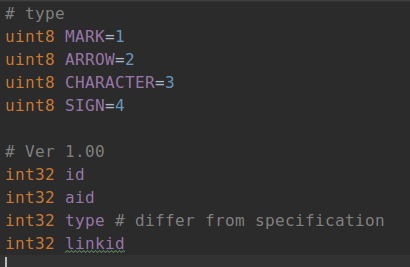 # type
uint8 MARK=1
uint8 ARROW=2
uint8 CHARACTER=3
uint8 SIGN=4
# Ver 1.00
int32 id
int32 aid
int32 type # differ from specification
int32 linkid